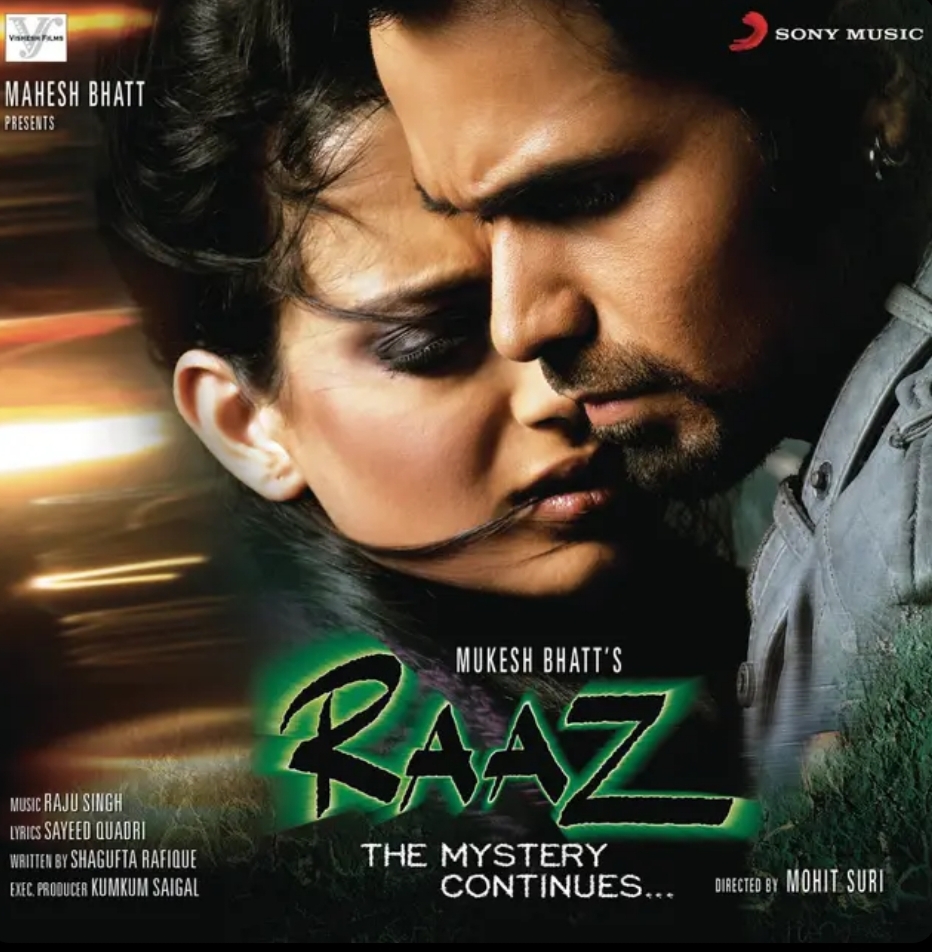 VISHESH FILMS
SONY MUSIC
MAHESH BHATT
PRESENTS
MUKESH BHATT'S
RAAZ
THE MYSTERY
CONTINUES...
MUSIC RAJU SINGH
LYRICS SAYEED QUADRI
WRITTEN BY SHAGUFTA RAFIQUE
EXEC. PRODUCER KUMKUM SAIGAL
DIRECTED BY MOHIT SURI